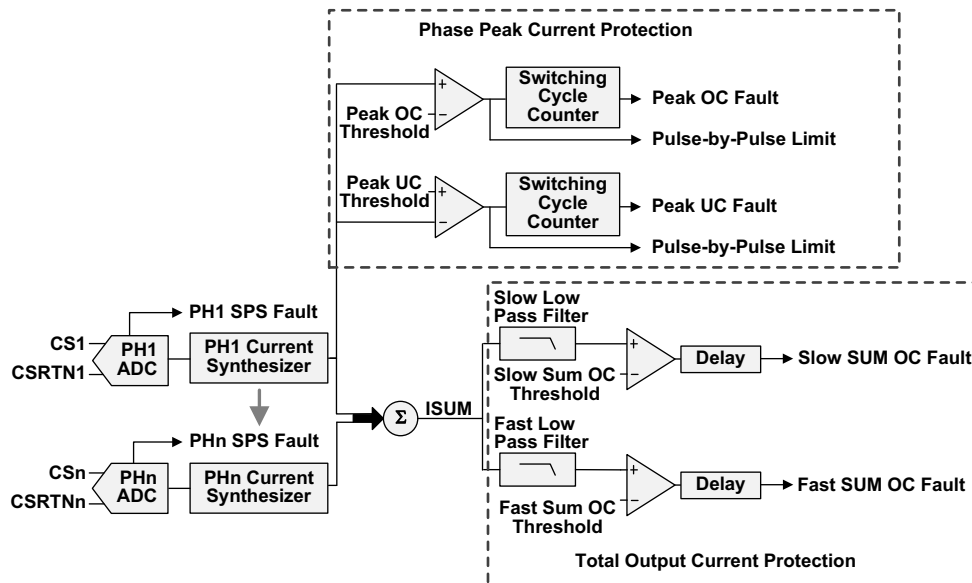 Phase Peak Current Protection
+
Peak OC
Threshold
−
Switching
Cycle
Counter
Peak OC Fault
Pulse-by-Pulse Limit
Peak UC
Threshold
+
−
Switching
Cycle
Counter
Peak UC Fault
Pulse-by-Pulse Limit
CS1
CSRTN1
PH1
ADC
PH1 SPS Fault
PH1 Current
Synthesizer
CSn
CSRTNn
PHn
ADC
PHn SPS Fault
PHn Current
Synthesizer
Σ
ISUM
Slow Low
Pass Filter
+
−
Slow Sum OC
Threshold
Delay
Slow SUM OC Fault
Fast Low
Pass Filter
+
−
Fast Sum OC
Threshold
Delay
Fast SUM OC Fault
Total Output Current Protection